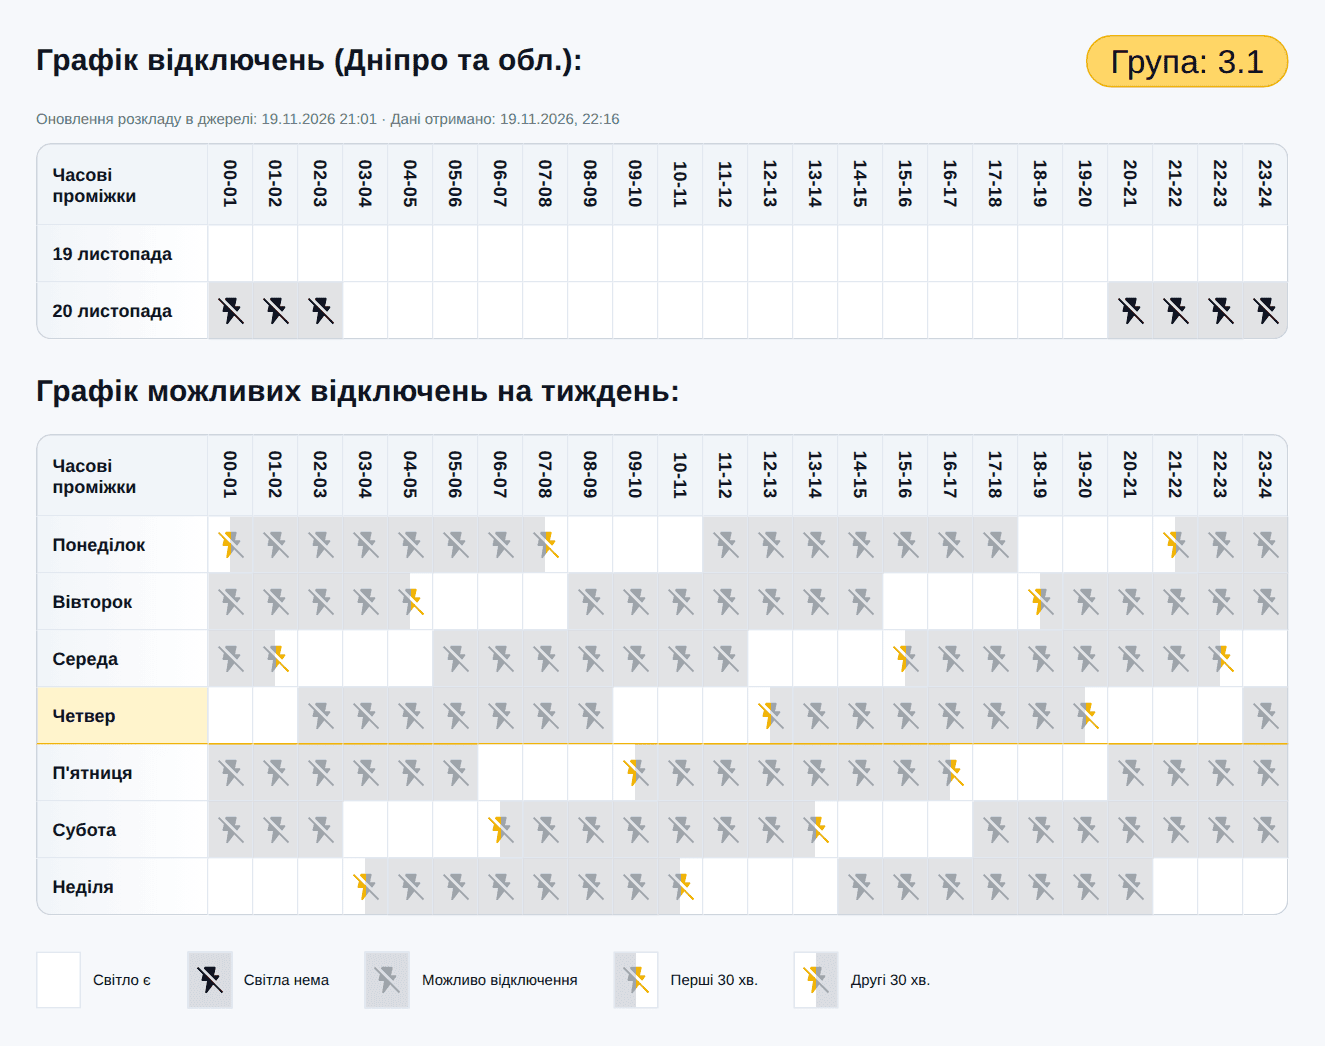 Графік відключень (Дніпро та обл.):
Група: 3.1
Оновлення розкладу в джерелі: 19.11.2026 21:01 · Дані отримано: 19.11.2026, 22:16
Часові проміжки 00-01 01-02 02-03 03-04 04-05 05-06 06-07 07-08 08-09 09-10 10-11 11-12 12-13 13-14 14-15 15-16 16-17 17-18 18-19 19-20 20-21 21-22 22-23 23-24
19 листопада
20 листопада
Графік можливих відключень на тиждень:
Часові проміжки 00-01 01-02 02-03 03-04 04-05 05-06 06-07 07-08 08-09 09-10 10-11 11-12 12-13 13-14 14-15 15-16 16-17 17-18 18-19 19-20 20-21 21-22 22-23 23-24
Понеділок
Вівторок
Середа
Четвер
П'ятниця
Субота
Неділя
Світло є Світла нема Можливо відключення Перші 30 хв. Другі 30 хв.